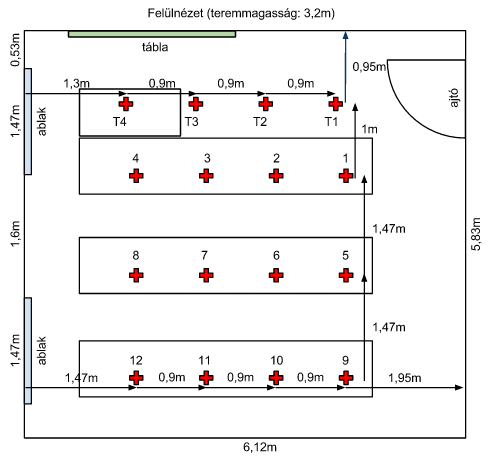 Felülnézet (teremmagasság: 3,2m)
0,53m
tábla
0,95m
1,3m
0,9m
0,9m
0,9m
ajtó
1,47m
ablak
T4
T3
T2
T1
1m
4
3
2
1
1,6m
1,47m
5,83m
8
7
6
5
1,47m
1,47m
ablak
12
11
10
9
1,47m
0,9m
0,9m
0,9m
1,95m
6,12m